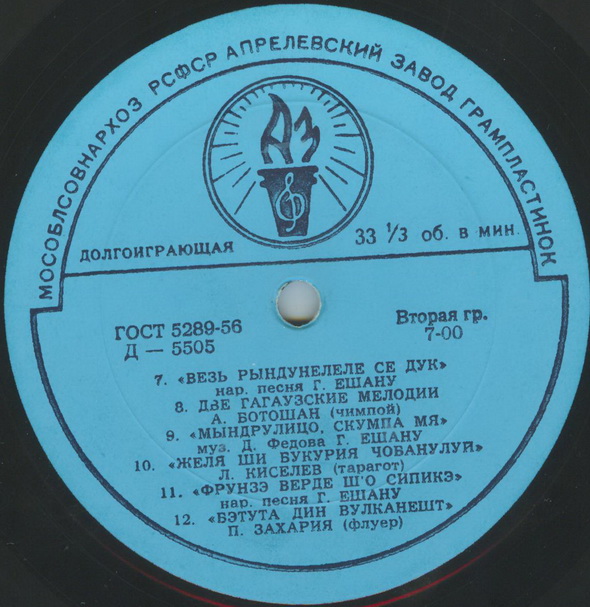 МОСОБЛСОВНАРХОЗ РСФСР АПРЕЛЕВСКИЙ ЗАВОД ГРАМПЛАСТИНОК
АЗ
ДОЛГОИГРАЮЩАЯ
33 1/3 об. в мин.
ГОСТ 5289-56
Вторая гр.
Д — 5505
7-00
7. «ВЕЗЬ РЫНДУНЕЛЕЛЕ СЕ ДУК»
нар. песня Г. ЕШАНУ
8. ДВЕ ГАГАУЗСКИЕ МЕЛОДИИ
А. БОТОШАН (чимпой)
9. «МЫНДРУЛИЦО, СКУМПА МЯ»
муз. Д. Федова Г. ЕШАНУ
10. «ЖЕЛЯ ШИ БУКУРИЯ ЧОБАНУЛУЙ»
Л. КИСЕЛЕВ (тарагот)
11. «ФРУНЗЭ ВЕРДЕ Ш'О СИПИКЭ»
нар. песня Г. ЕШАНУ
12. «БЭТУТА ДИН ВУЛКАНЕШТ»
П. ЗАХАРИЯ (флуер)